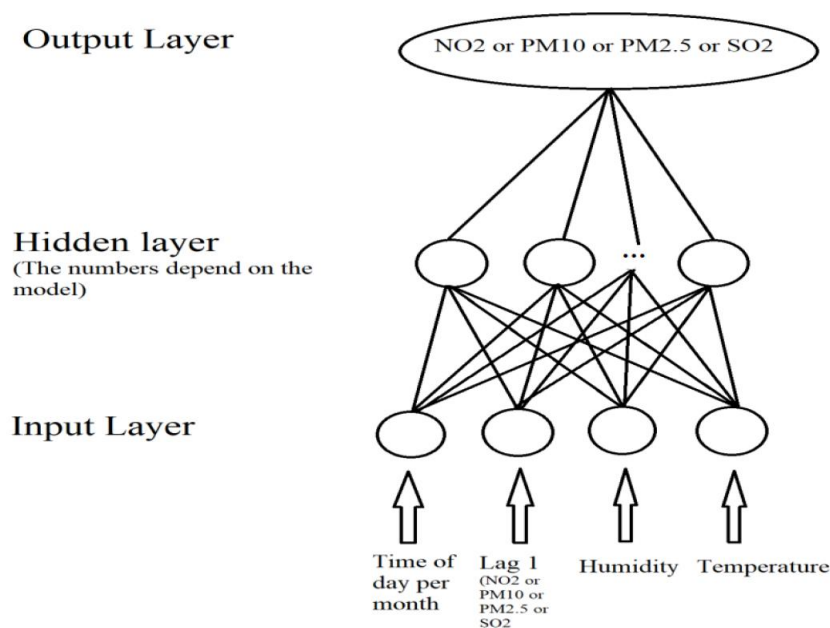 Output Layer
NO2 or PM10 or PM2.5 or SO2
Hidden layer
(The numbers depend on the
model)
...
Input Layer
Time of
day per
month
Lag 1
(NO2 or
PM10 or
PM2.5 or
SO2
Humidity
Temperature